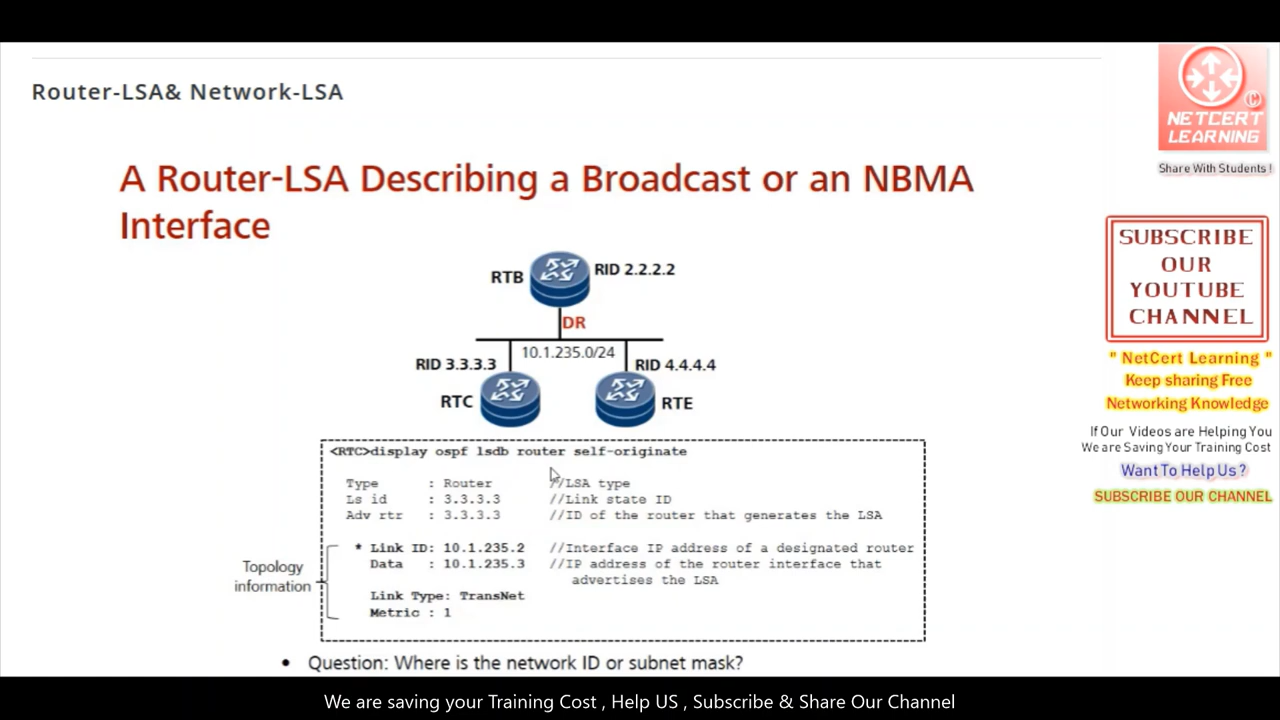 Router-LSA& Network-LSA
A Router-LSA Describing a Broadcast or an NBMA
Interface
RTB
RID 2.2.2.2
DR
10.1.235.0/24
RID 3.3.3.3
RID 4.4.4.4
RTC
RTE
<RTC>display ospf lsdb router self-originate
Type : Router //LSA type
Ls id : 3.3.3.3 //Link state ID
Adv rtr : 3.3.3.3 //ID of the router that generates the LSA
* Link ID: 10.1.235.2 //Interface IP address of a designated router
Data : 10.1.235.3 //IP address of the router interface that
advertises the LSA
Link Type: TransNet
Metric : 1
Topology
information
• Question: Where is the network ID or subnet mask?
NETCERT
LEARNING
©
Share With Students !
SUBSCRIBE
OUR
YOUTUBE
CHANNEL
" NetCert Learning "
Keep sharing Free
Networking Knowledge
If Our Videos are Helping You
We are Saving Your Training Cost
Want To Help Us ?
SUBSCRIBE OUR CHANNEL
We are saving your Training Cost , Help US , Subscribe & Share Our Channel